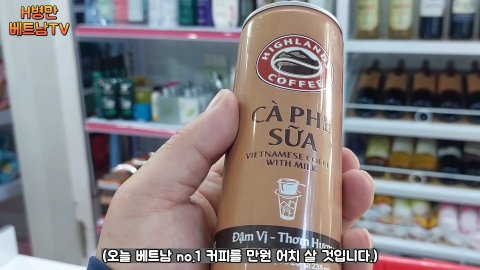 H병안
베트남TV
HIGHLANDS
COFFEE
CÀ PHÊ
SỮA
VIETNAMESE COFFEE
WITH MILK
Đậm Vị - Thơm Hương
(오늘 베트남 no.1 커피를 만원 어치 살 것입니다.)